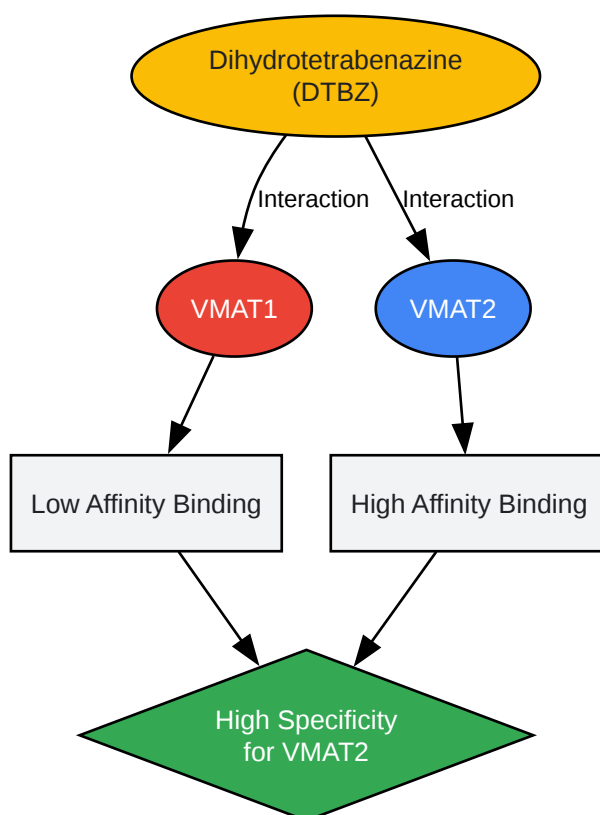 Dihydrotetrabenazine
(DTBZ)
Interaction
Interaction
VMAT1
VMAT2
Low Affinity Binding
High Affinity Binding
High Specificity
for VMAT2